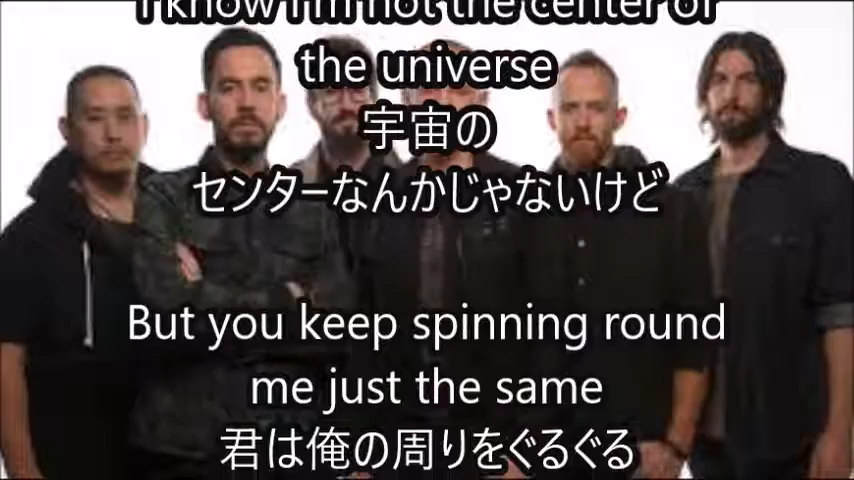 I know I'm not the center of
the universe
宇宙の
センターなんかじゃないけど
But you keep spinning round
me just the same
君は俺の周りをぐるぐる